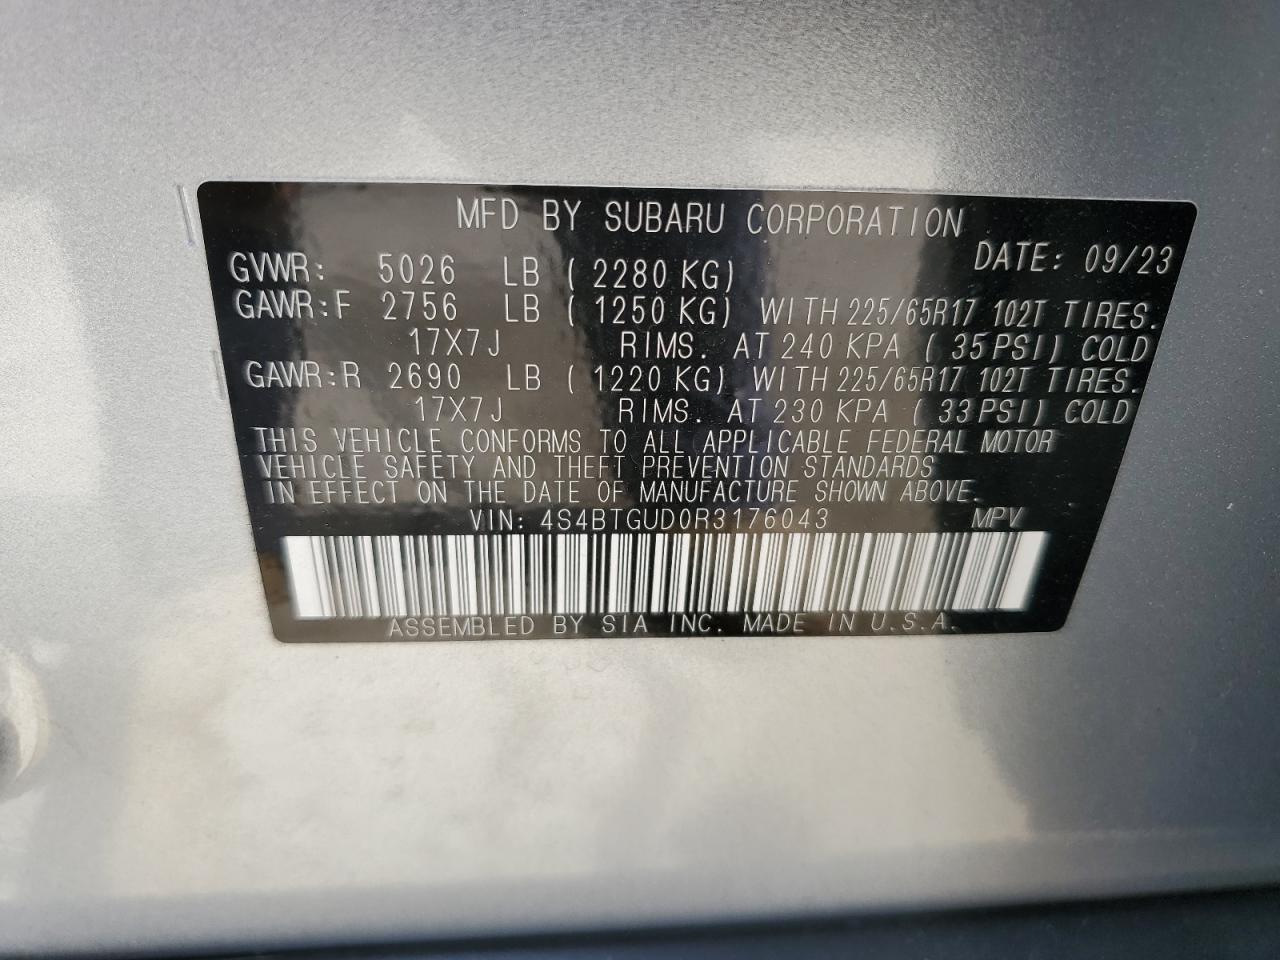 MFD BY SUBARU CORPORATION
DATE: 09/23
GVWR: 5026 LB ( 2280 KG)
GAWR:F 2756 LB ( 1250 KG) WITH 225/65R17 102T TIRES.
17X7J RIMS. AT 240 KPA ( 35PSI) COLD
GAWR:R 2690 LB ( 1220 KG) WITH 225/65R17 102T TIRES.
17X7J RIMS. AT 230 KPA ( 33PSI) COLD
THIS VEHICLE CONFORMS TO ALL APPLICABLE FEDERAL MOTOR
VEHICLE SAFETY AND THEFT PREVENTION STANDARDS
IN EFFECT ON THE DATE OF MANUFACTURE SHOWN ABOVE.
VIN: 4S4BTGUD0R3176043 MPV
ASSEMBLED BY SIA INC. MADE IN U.S.A.